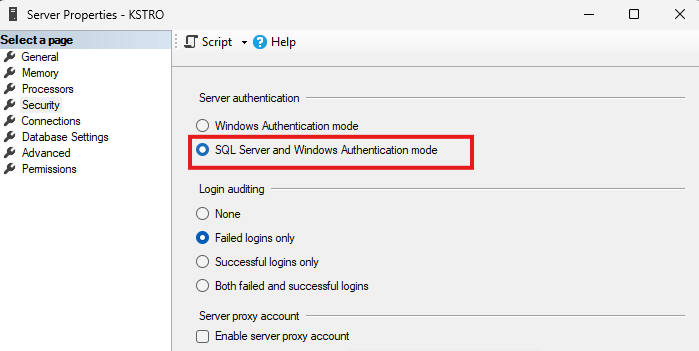 Server Properties - KSTRO
Select a page
General
Memory
Processors
Security
Connections
Database Settings
Advanced
Permissions
Script
Help
Server authentication
Windows Authentication mode
SQL Server and Windows Authentication mode
Login auditing
None
Failed logins only
Successful logins only
Both failed and successful logins
Server proxy account
Enable server proxy account